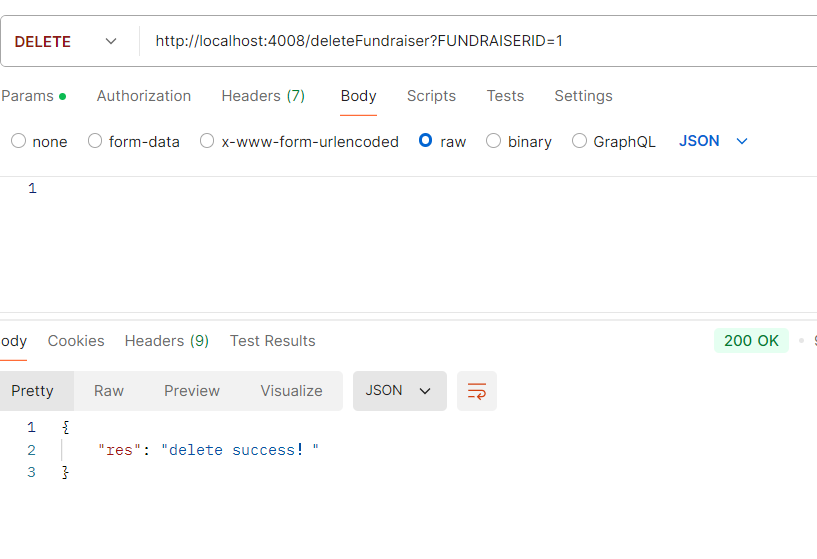 DELETE http://localhost:4008/deleteFundraiser?FUNDRAISERID=1
Params Authorization Headers (7) Body Scripts Tests Settings
none form-data x-www-form-urlencoded raw binary GraphQL JSON
1
ody Cookies Headers (9) Test Results 200 OK
Pretty Raw Preview Visualize JSON
1 {
2 "res": "delete success! "
3 }